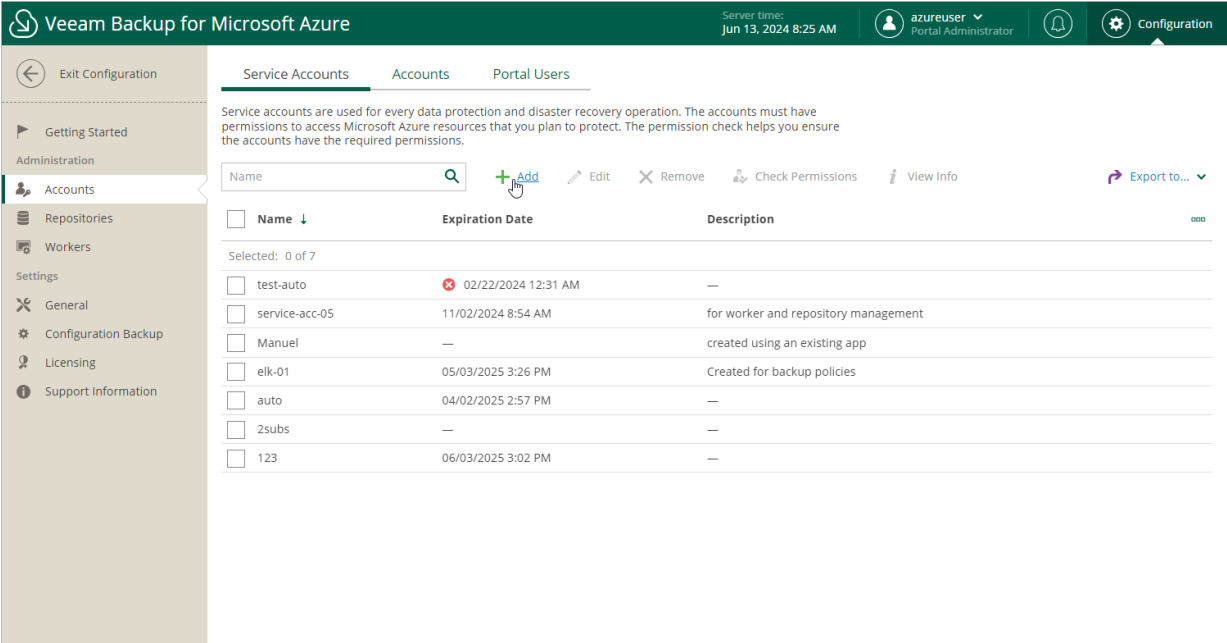 Veeam Backup for Microsoft Azure
Server time:
Jun 13, 2024 8:25 AM
azureuser
Portal Administrator
Configuration
Exit Configuration
Getting Started
Administration
Accounts
Repositories
Workers
Settings
General
Configuration Backup
Licensing
Support Information
Service Accounts Accounts Portal Users
Service accounts are used for every data protection and disaster recovery operation. The accounts must have
permissions to access Microsoft Azure resources that you plan to protect. The permission check helps you ensure
the accounts have the required permissions.
Name Add Edit Remove Check Permissions View Info Export to...
Name Expiration Date Description
Selected: 0 of 7
test-auto 02/22/2024 12:31 AM —
service-acc-05 11/02/2024 8:54 AM for worker and repository management
Manuel — created using an existing app
elk-01 05/03/2025 3:26 PM Created for backup policies
auto 04/02/2025 2:57 PM —
2subs — —
123 06/03/2025 3:02 PM —